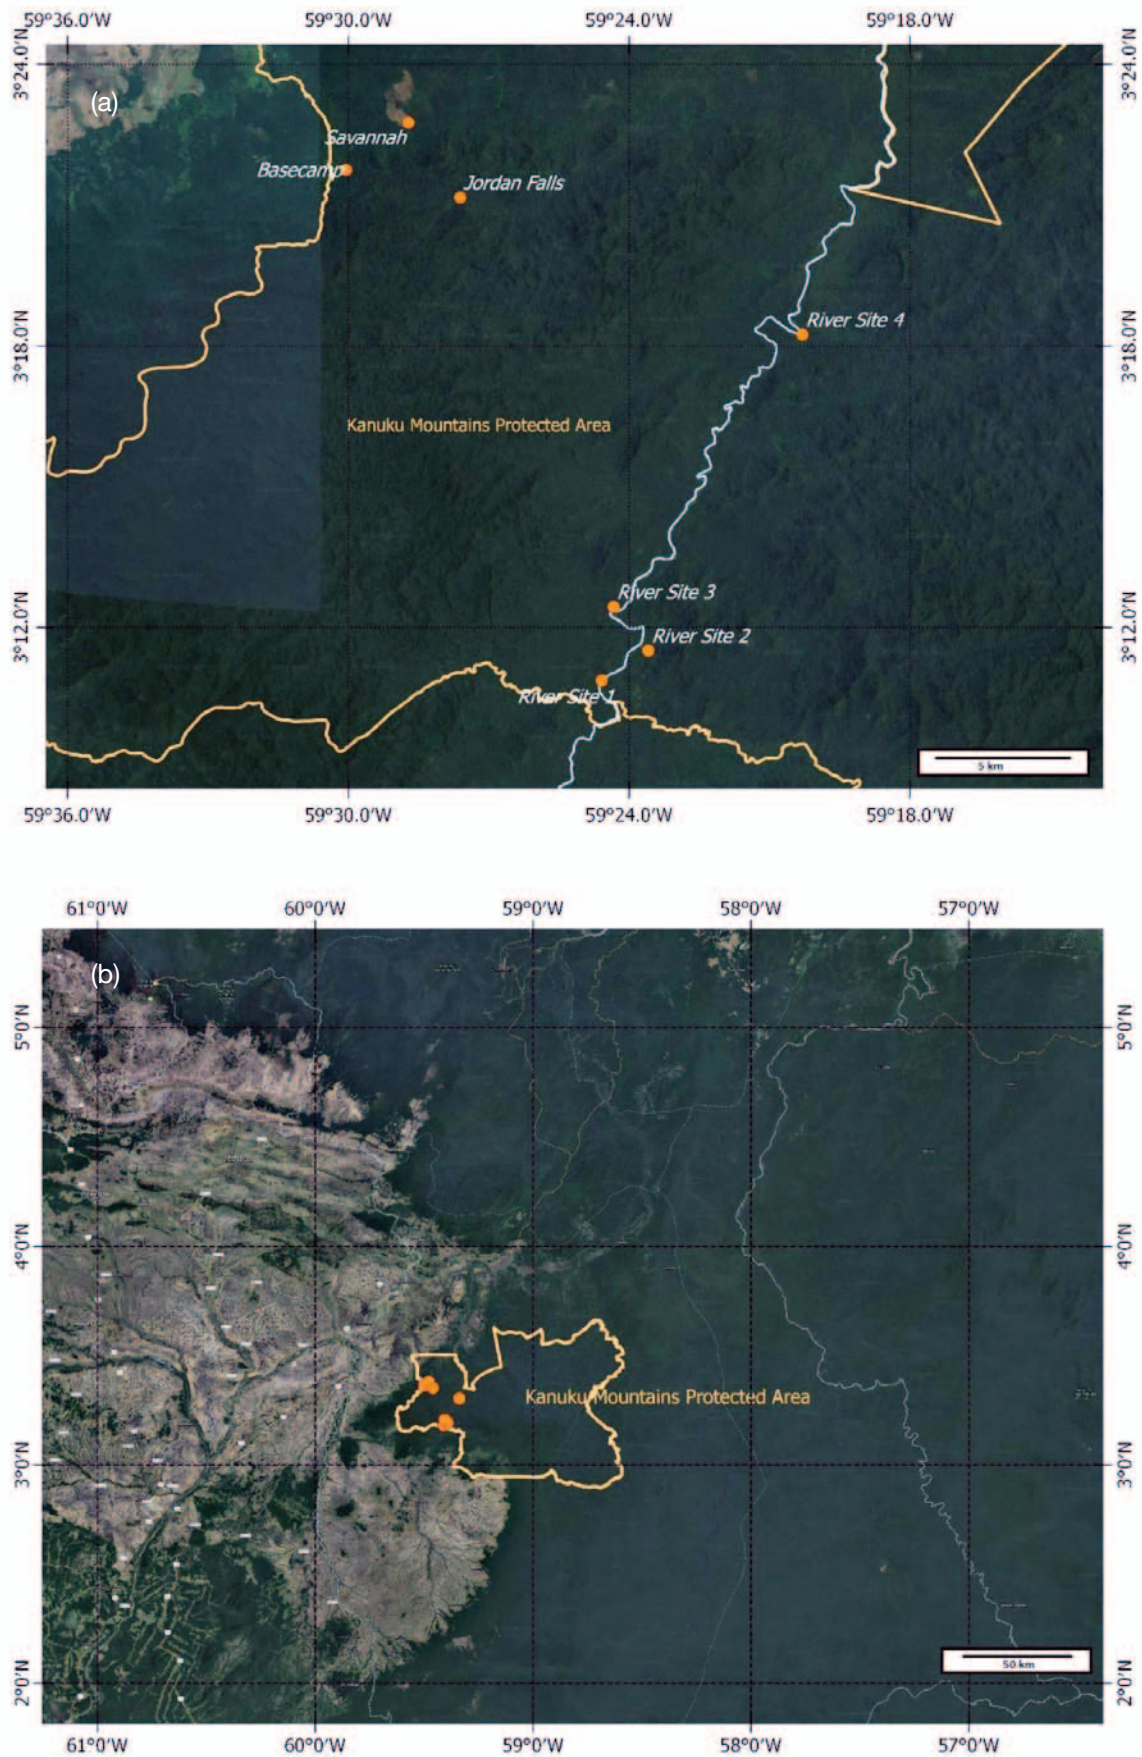 59°36.0'W 59°30.0'W 59°24.0'W 59°18.0'W
3°24.0'N 3°24.0'N
(a)
Savannah
Basecamp
Jordan Falls
River Site 4
3°18.0'N 3°18.0'N
Kanuku Mountains Protected Area
River Site 3
3°12.0'N 3°12.0'N
River Site 2
River Site 1
5 km
59°36.0'W 59°30.0'W 59°24.0'W 59°18.0'W
61°0'W 60°0'W 59°0'W 58°0'W 57°0'W
(b)
5°0'N 5°0'N
4°0'N 4°0'N
Kanuku Mountains Protected Area
3°0'N 3°0'N
50 km
2°0'N 2°0'N
61°0'W 60°0'W 59°0'W 58°0'W 57°0'W